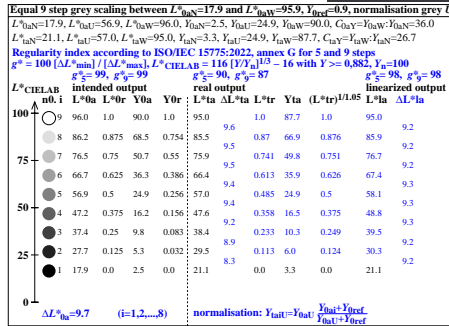 Equal 9 step grey scaling between L*0aN=17.9 and L*0aW=95.9, Y0ref=0.9, normalisation grey U
L*0aN=17.9, L*0aU=56.9, L*0aW=96.0, Y0aN=2.5, Y0aU=24.9, Y0aW=90.0, C0aY=Y0aW:Y0aN=36.0
L*taN=21.1, L*taU=57.0, L*taW=95.0, YtaN=3.3, YtaU=24.9, YtaW=87.7, CtaY=YtaW:YtaN=26.7
Regularity index according to ISO/IEC 15775:2022, annex G for 5 and 9 steps
g* = 100 [ΔL*min] / [ΔL*max], L*CIELAB = 116 [Y/Yn]1/3 − 16 with Y >= 0,882, Yn=100
g*5= 99, g*9= 99 g*5= 90, g*9= 87 g*5= 98, g*9= 98
L*CIELAB intended output real output linearized output
n0. i L*0a L*0r Y0a Y0r L*ta ΔL*ta L*tr Yta (L*tr)1/1.05 L*la ΔL*la
100 9 96.0 1.0 90.0 1.0 95.0 1.0 87.7 1.0 95.0
9.6 9.2
8 86.2 0.875 68.5 0.754 85.5 0.87 66.9 0.876 85.9
9.5 9.2
75 7 76.5 0.75 50.7 0.55 75.9 0.741 49.8 0.751 76.7
9.5 9.2
6 66.7 0.625 36.3 0.386 66.4 0.613 35.9 0.626 67.4
9.4 9.3
50 5 56.9 0.5 24.9 0.256 57.0 0.485 24.9 0.5 58.1
9.4 9.3
4 47.2 0.375 16.2 0.156 47.6 0.358 16.5 0.375 48.8
9.2 9.2
3 37.4 0.25 9.8 0.083 38.4 0.233 10.3 0.249 39.5
8.9 9.2
25 2 27.7 0.125 5.3 0.032 29.5 0.113 6.0 0.124 30.3
8.3 9.2
1 17.9 0.0 2.5 0.0 21.1 0.0 3.3 0.0 21.1
0
ΔL*0a=9.7 (i=1,2,...,8) normalisation: YtaiU=Y0aU Y0ai+Y0ref
Y0aU+Y0ref